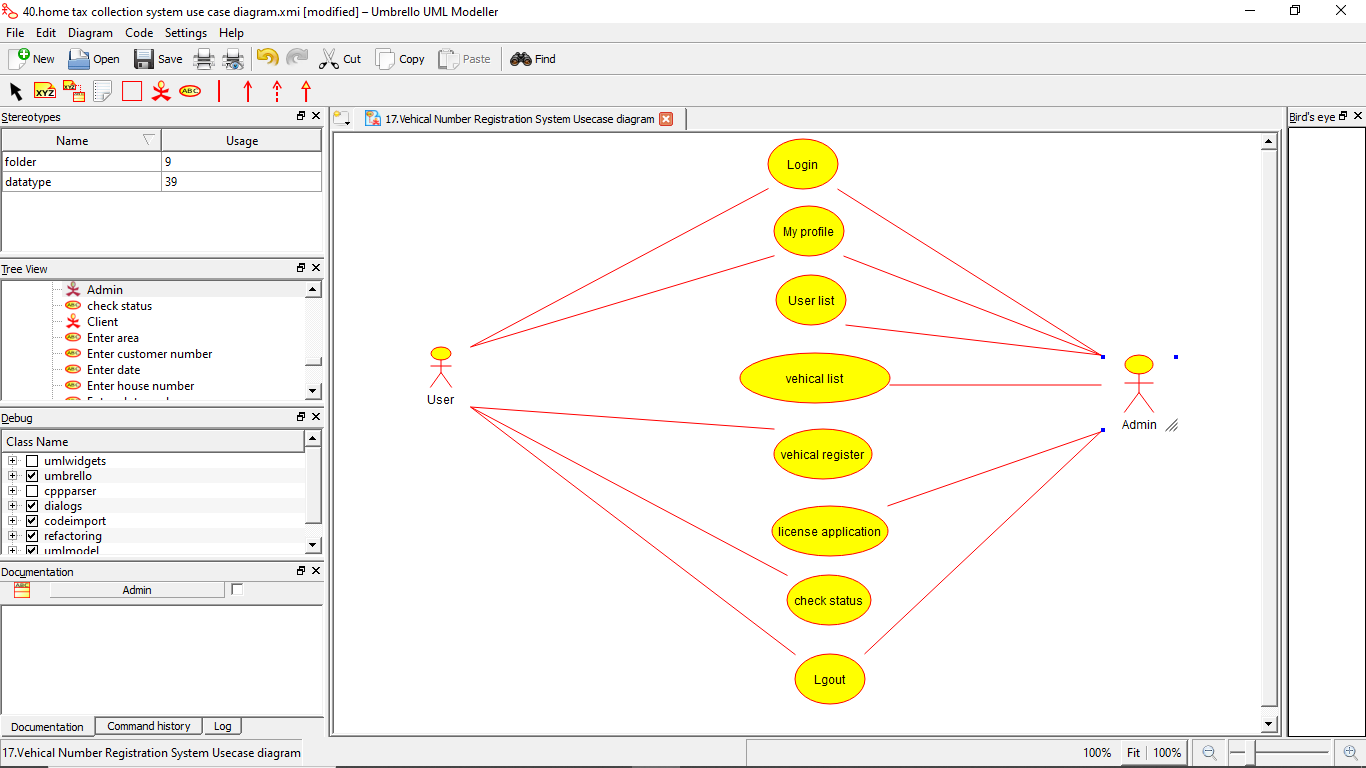 40.home tax collection system use case diagram.xmi [modified] – Umbrello UML Modeller
File Edit Diagram Code Settings Help
New Open Save Cut Copy Paste Find
XYZ XYZ ABC
Stereotypes
Name Usage
folder 9
datatype 39
Tree View
Admin
check status
Client
Enter area
Enter customer number
Enter date
Enter house number
Debug
Class Name
umlwidgets
umbrello
cppparser
dialogs
codeimport
refactoring
umlmodel
Documentation
Admin
Documentation Command history Log
17.Vehical Number Registration System Usecase diagram
17.Vehical Number Registration System Usecase diagram
Login
My profile
User list
vehical list
vehical register
license application
check status
Lgout
User
Admin
Bird's eye
100% Fit 100%